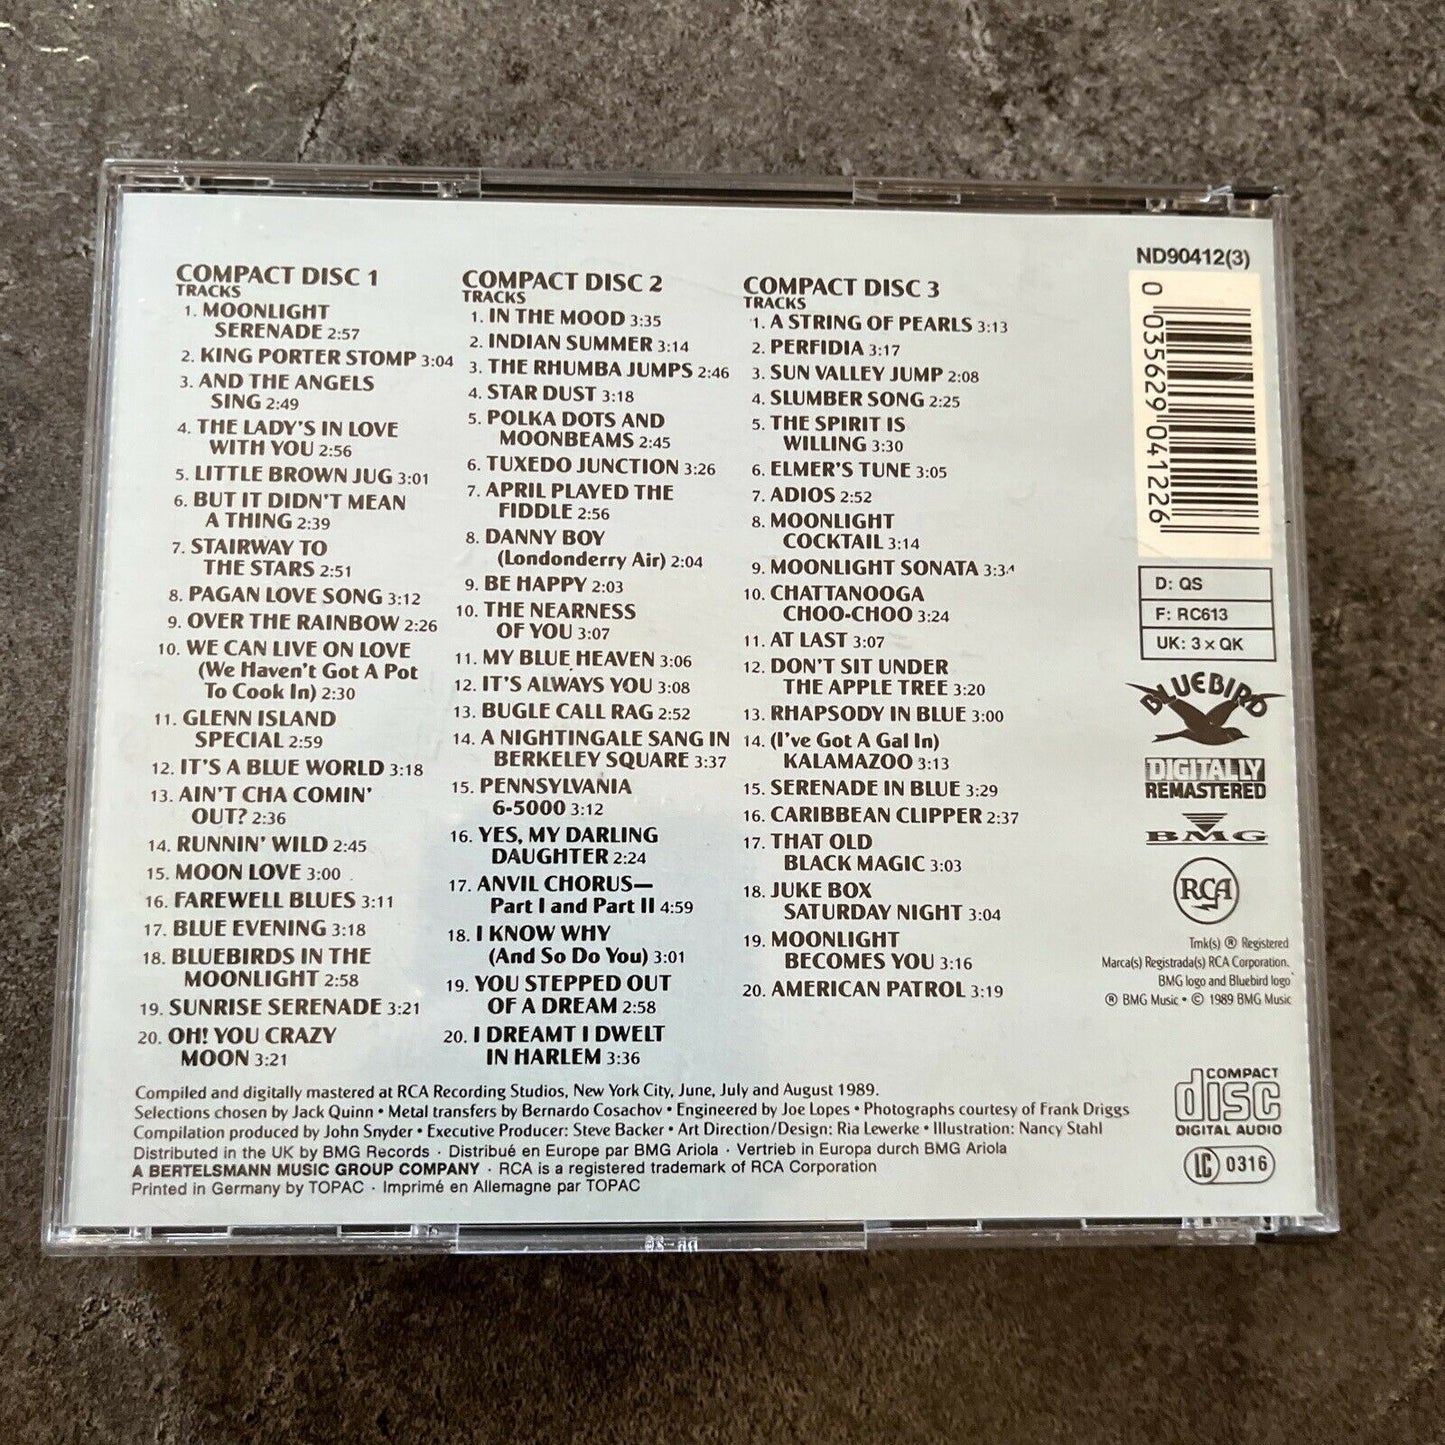 COMPACT DISC 1
TRACKS
1. MOONLIGHT
SERENADE 2:57
2. KING PORTER STOMP 3:04
3. AND THE ANGELS
SING 2:49
4. THE LADY'S IN LOVE
WITH YOU 2:56
5. LITTLE BROWN JUG 3:01
6. BUT IT DIDN'T MEAN
A THING 2:39
7. STAIRWAY TO
THE STARS 2:51
8. PAGAN LOVE SONG 3:12
9. OVER THE RAINBOW 2:26
10. WE CAN LIVE ON LOVE
(We Haven't Got A Pot
To Cook In) 2:30
11. GLENN ISLAND
SPECIAL 2:59
12. IT'S A BLUE WORLD 3:18
13. AIN'T CHA COMIN'
OUT? 2:36
14. RUNNIN' WILD 2:45
15. MOON LOVE 3:00
16. FAREWELL BLUES 3:11
17. BLUE EVENING 3:18
18. BLUEBIRDS IN THE
MOONLIGHT 2:58
19. SUNRISE SERENADE 3:21
20. OH! YOU CRAZY
MOON 3:21
COMPACT DISC 2
TRACKS
1. IN THE MOOD 3:35
2. INDIAN SUMMER 3:14
3. THE RHUMBA JUMPS 2:46
4. STAR DUST 3:18
5. POLKA DOTS AND
MOONBEAMS 2:45
6. TUXEDO JUNCTION 3:26
7. APRIL PLAYED THE
FIDDLE 2:56
8. DANNY BOY
(Londonderry Air) 2:04
9. BE HAPPY 2:03
10. THE NEARNESS
OF YOU 3:07
11. MY BLUE HEAVEN 3:06
12. IT'S ALWAYS YOU 3:08
13. BUGLE CALL RAG 2:52
14. A NIGHTINGALE SANG IN
BERKELEY SQUARE 3:37
15. PENNSYLVANIA
6-5000 3:12
16. YES, MY DARLING
DAUGHTER 2:24
17. ANVIL CHORUS—
Part I and Part II 4:59
18. I KNOW WHY
(And So Do You) 3:01
19. YOU STEPPED OUT
OF A DREAM 2:58
20. I DREAMT I DWELT
IN HARLEM 3:36
COMPACT DISC 3
TRACKS
1. A STRING OF PEARLS 3:13
2. PERFIDIA 3:17
3. SUN VALLEY JUMP 2:08
4. SLUMBER SONG 2:25
5. THE SPIRIT IS
WILLING 3:30
6. ELMER'S TUNE 3:05
7. ADIOS 2:52
8. MOONLIGHT
COCKTAIL 3:14
9. MOONLIGHT SONATA 3:34
10. CHATTANOOGA
CHOO-CHOO 3:24
11. AT LAST 3:07
12. DON'T SIT UNDER
THE APPLE TREE 3:20
13. RHAPSODY IN BLUE 3:00
14. (I've Got A Gal In)
KALAMAZOO 3:13
15. SERENADE IN BLUE 3:29
16. CARIBBEAN CLIPPER 2:37
17. THAT OLD
BLACK MAGIC 3:03
18. JUKE BOX
SATURDAY NIGHT 3:04
19. MOONLIGHT
BECOMES YOU 3:16
20. AMERICAN PATROL 3:19
ND90412(3)
0 035629 041226
D: QS
F: RC613
UK: 3 x QK
BLUEBIRD
DIGITALLY
REMASTERED
BMG
RCA
Tmk(s) ® Registered
Marca(s) Registrada(s) RCA Corporation.
BMG logo and Bluebird logo
® BMG Music • © 1989 BMG Music
COMPACT
disc
DIGITAL AUDIO
LC 0316
Compiled and digitally mastered at RCA Recording Studios, New York City, June, July and August 1989.
Selections chosen by Jack Quinn • Metal transfers by Bernardo Cosachov • Engineered by Joe Lopes • Photographs courtesy of Frank Driggs
Compilation produced by John Snyder • Executive Producer: Steve Backer • Art Direction/Design: Ria Lewerke • Illustration: Nancy Stahl
Distributed in the UK by BMG Records · Distribué en Europe par BMG Ariola · Vertrieb in Europa durch BMG Ariola
A BERTELSMANN MUSIC GROUP COMPANY · RCA is a registered trademark of RCA Corporation
Printed in Germany by TOPAC · Imprimé en Allemagne par TOPAC